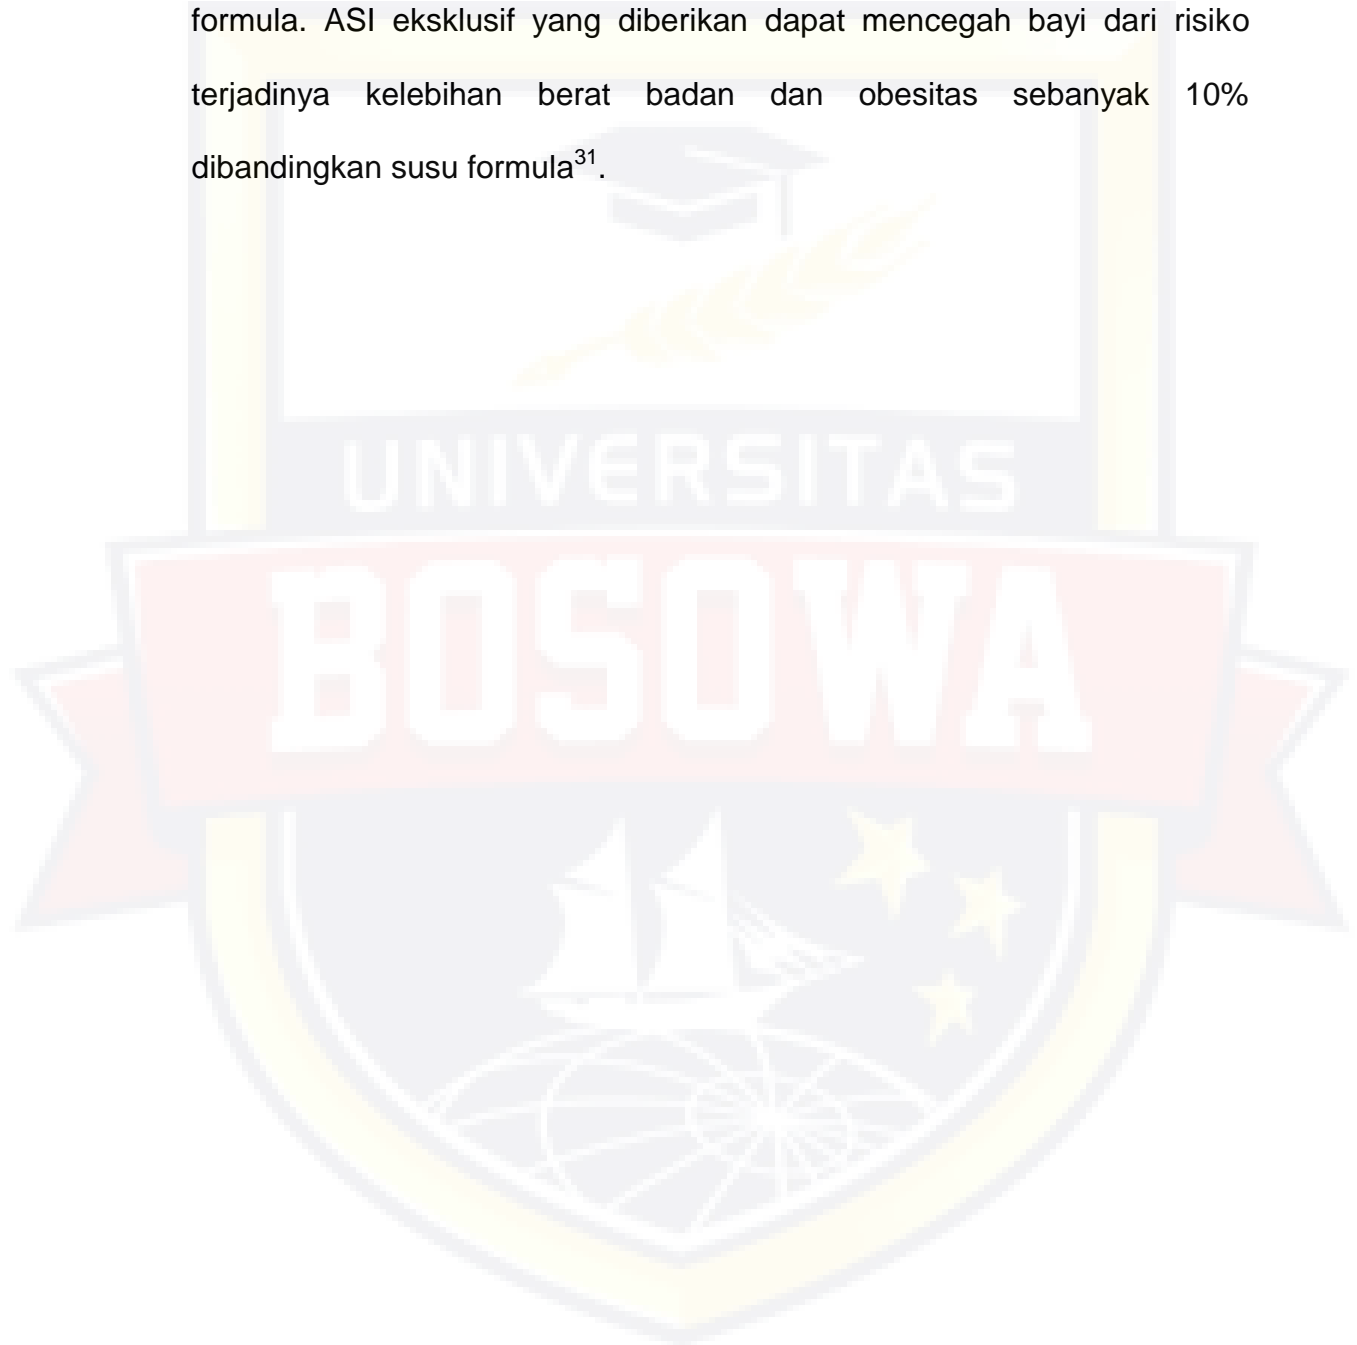 formula. ASI eksklusif yang diberikan dapat mencegah bayi dari risiko
terjadinya kelebihan berat badan dan obesitas sebanyak 10%
dibandingkan susu formula³¹.
UNIVERSITAS
BOSOWA